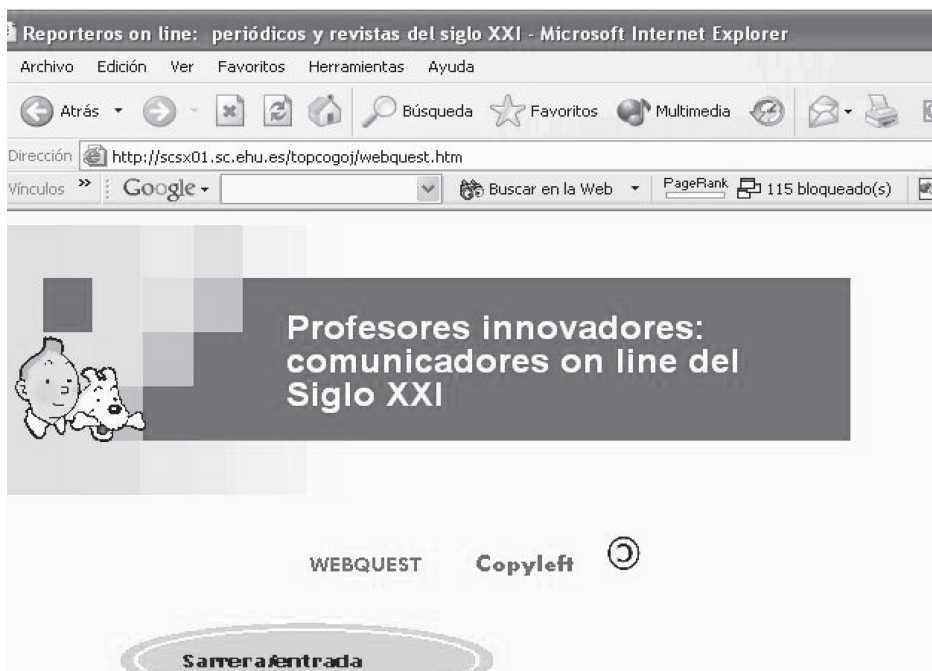 Reporteros on line: periódicos y revistas del siglo XXI - Microsoft Internet Explorer
Archivo Edición Ver Favoritos Herramientas Ayuda
Atrás Búsqueda Favoritos Multimedia
Dirección http://scsx01.sc.ehu.es/topcogoj/webquest.htm
Vínculos » Google Buscar en la Web PageRank 115 bloqueado(s)
Profesores innovadores:
comunicadores on line del
Siglo XXI
WEBQUEST Copyleft
Sarrera/entrada